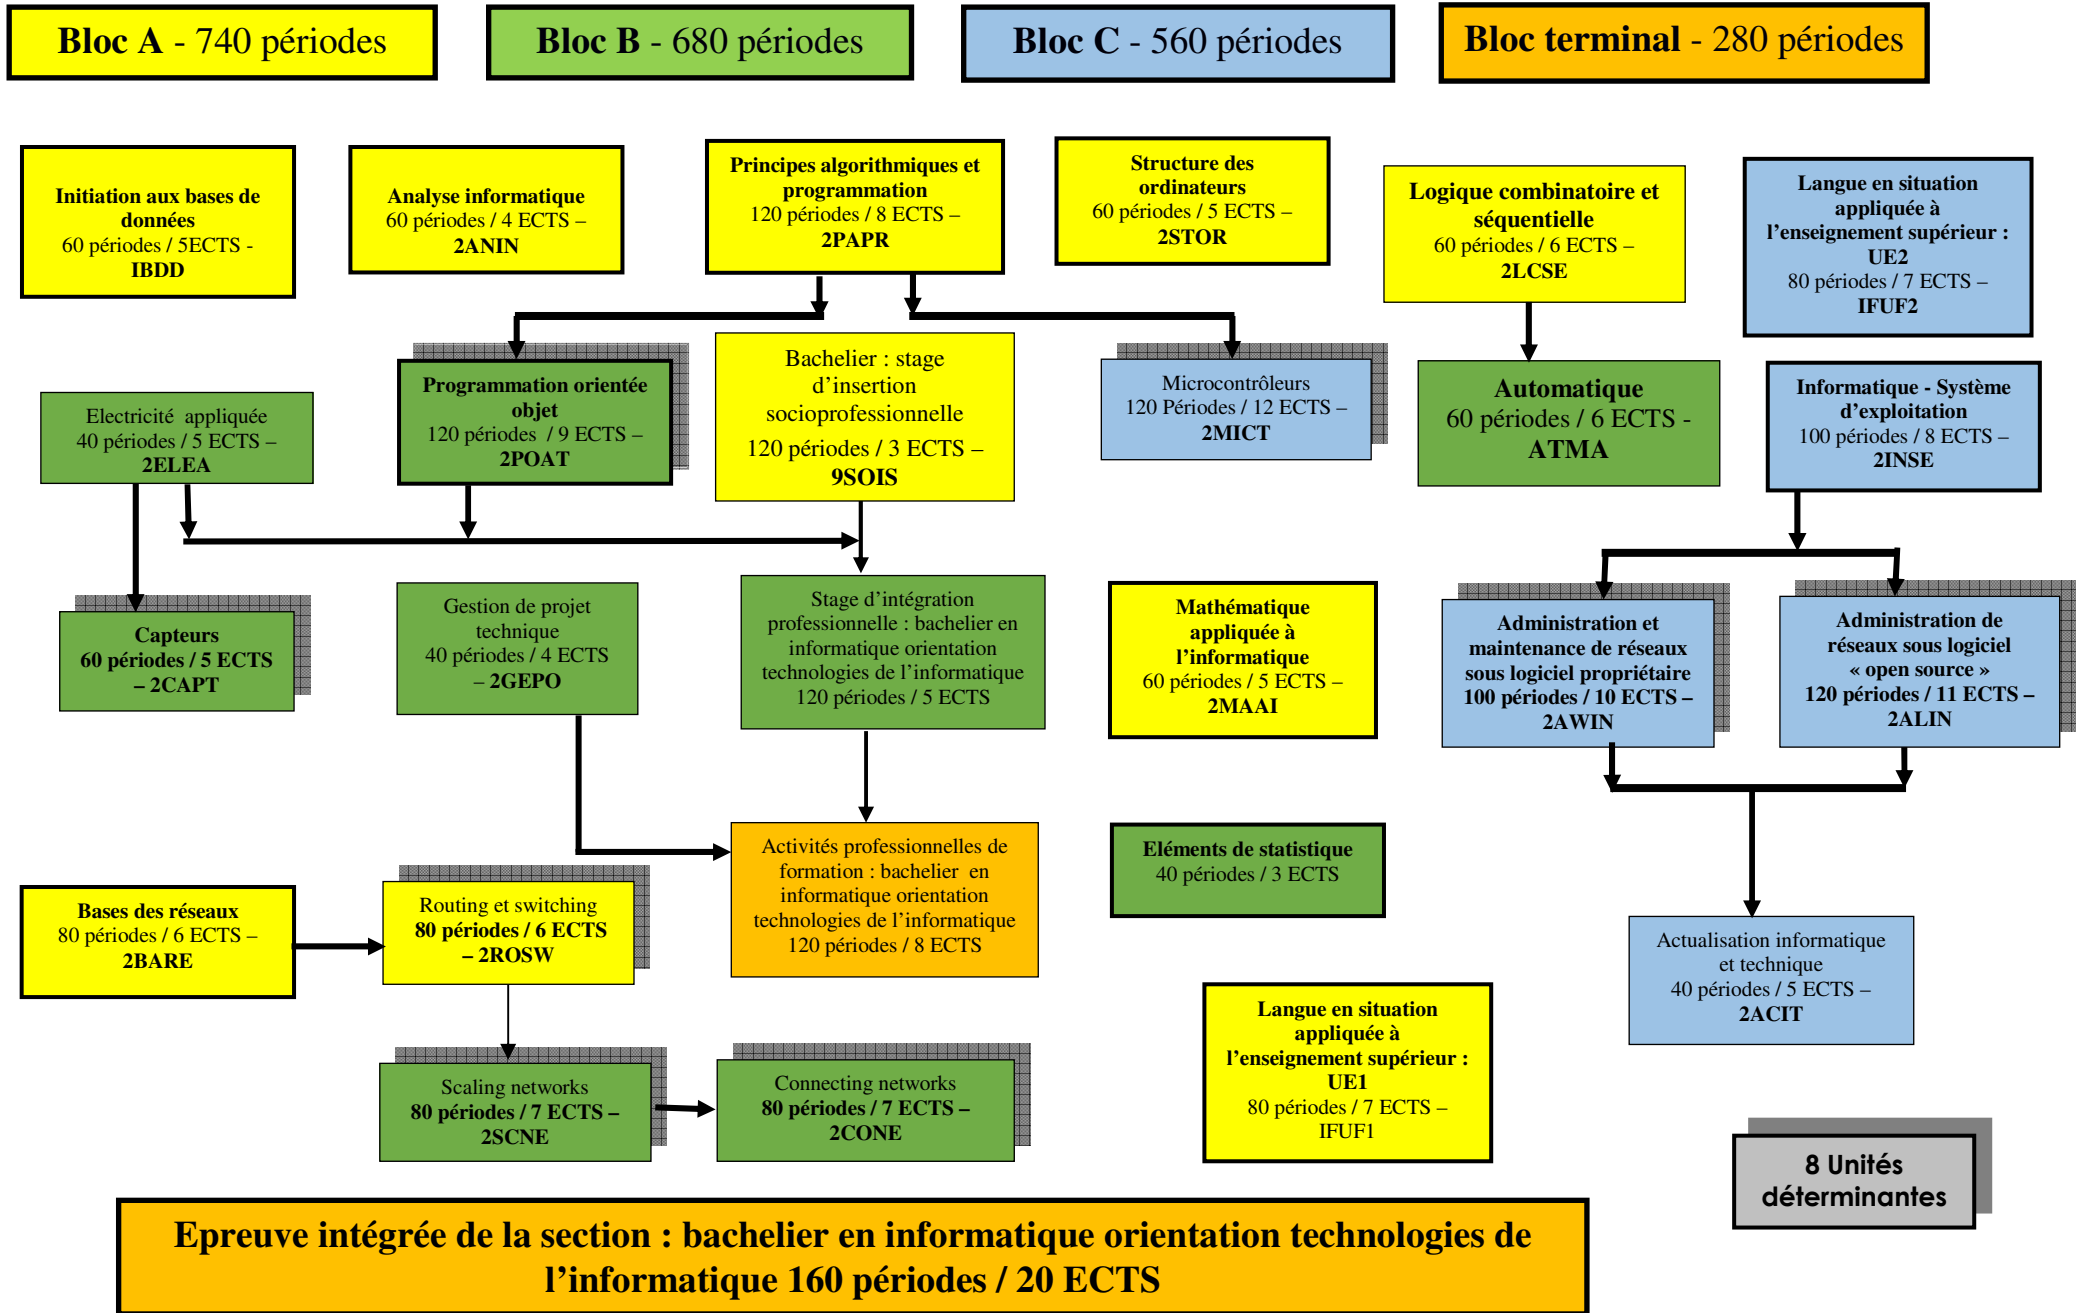 Bloc A - 740 périodes
Bloc B - 680 périodes
Bloc C - 560 périodes
Bloc terminal - 280 périodes
Initiation aux bases de
données
60 périodes / 5ECTS -
IBDD
Analyse informatique
60 périodes / 4 ECTS –
2ANIN
Principes algorithmiques et
programmation
120 périodes / 8 ECTS –
2PAPR
Structure des
ordinateurs
60 périodes / 5 ECTS –
2STOR
Logique combinatoire et
séquentielle
60 périodes / 6 ECTS –
2LCSE
Langue en situation
appliquée à
l’enseignement supérieur :
UE2
80 périodes / 7 ECTS –
IFUF2
Electricité appliquée
40 périodes / 5 ECTS –
2ELEA
Programmation orientée
objet
120 périodes / 9 ECTS –
2POAT
Bachelier : stage
d’insertion
socioprofessionnelle
120 périodes / 3 ECTS –
9SOIS
Microcontrôleurs
120 Périodes / 12 ECTS –
2MICT
Automatique
60 périodes / 6 ECTS -
ATMA
Informatique - Système
d’exploitation
100 périodes / 8 ECTS –
2INSE
Capteurs
60 périodes / 5 ECTS
– 2CAPT
Gestion de projet
technique
40 périodes / 4 ECTS
– 2GEPO
Stage d’intégration
professionnelle : bachelier en
informatique orientation
technologies de l’informatique
120 périodes / 5 ECTS
Mathématique
appliquée à
l’informatique
60 périodes / 5 ECTS –
2MAAI
Administration et
maintenance de réseaux
sous logiciel propriétaire
100 périodes / 10 ECTS –
2AWIN
Administration de
réseaux sous logiciel
« open source »
120 périodes / 11 ECTS –
2ALIN
Bases des réseaux
80 périodes / 6 ECTS –
2BARE
Routing et switching
80 périodes / 6 ECTS
– 2ROSW
Activités professionnelles de
formation : bachelier en
informatique orientation
technologies de l’informatique
120 périodes / 8 ECTS
Eléments de statistique
40 périodes / 3 ECTS
Actualisation informatique
et technique
40 périodes / 5 ECTS –
2ACIT
Scaling networks
80 périodes / 7 ECTS –
2SCNE
Connecting networks
80 périodes / 7 ECTS –
2CONE
Langue en situation
appliquée à
l’enseignement supérieur :
UE1
80 périodes / 7 ECTS –
IFUF1
8 Unités
déterminantes
Epreuve intégrée de la section : bachelier en informatique orientation technologies de
l’informatique 160 périodes / 20 ECTS